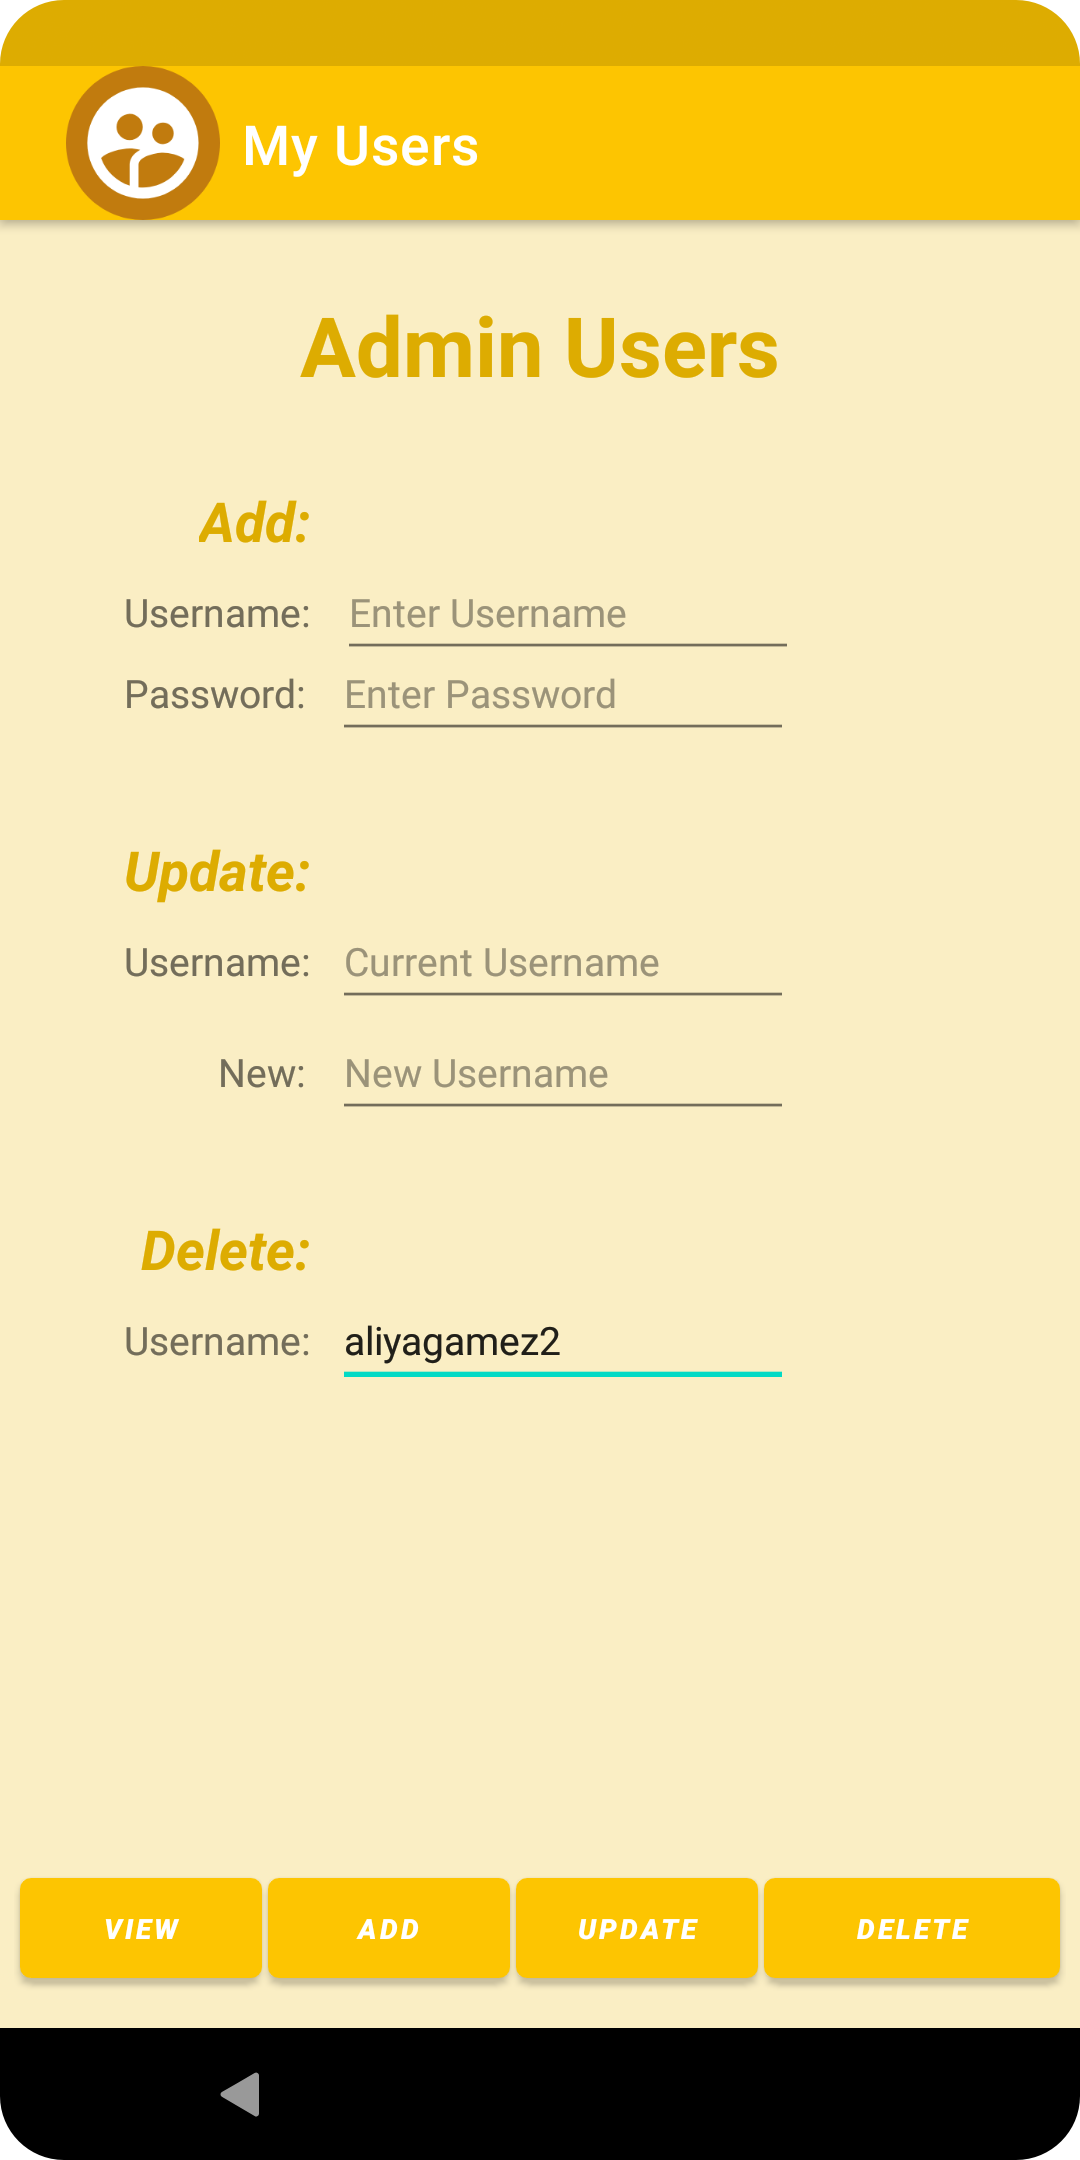 My Users
Admin Users
Add:
Username: Enter Username
Password: Enter Password
Update:
Username: Current Username
New: New Username
Delete:
Username: aliyagamez2
VIEW ADD UPDATE DELETE